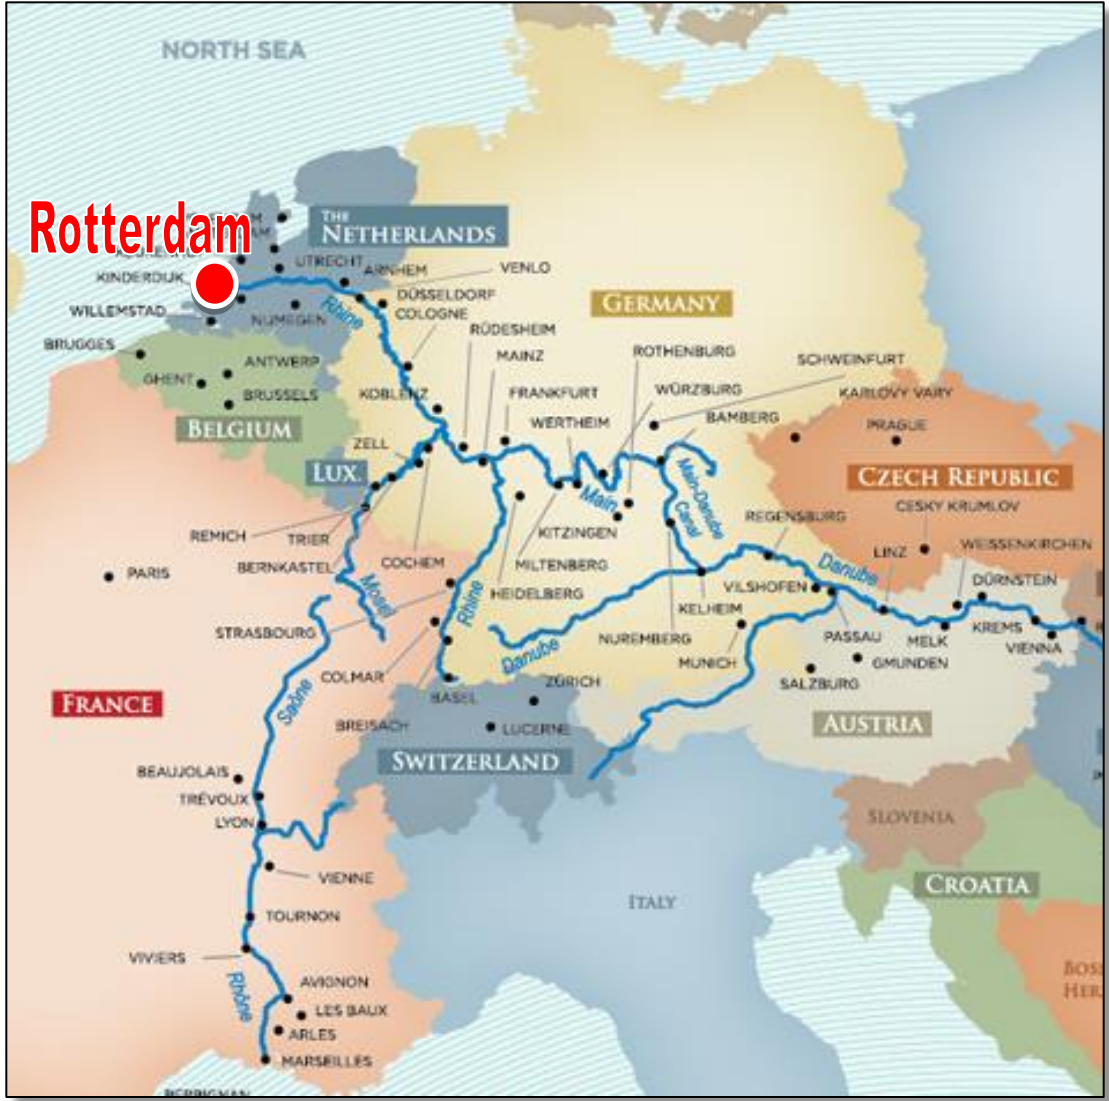 NORTH SEA
Rotterdam
THE
NETHERLANDS
KINDERDIJK
UTRECHT
ARNHEM
VENLO
WILLEMSTAD
NIJMEGEN
Rhine
DÜSSELDORF
COLOGNE
GERMANY
RÜDESHEIM
BRUGGES
MAINZ
ROTHENBURG
SCHWEINFURT
ANTWERP
GHENT
BRUSSELS
KOBLENZ
FRANKFURT
WÜRZBURG
KARLOVY VARY
BELGIUM
WERTHEIM
BAMBERG
PRAGUE
ZELL
LUX.
Main
Main-Danube
Canal
CZECH REPUBLIC
CESKY KRUMLOV
REMICH
TRIER
KITZINGEN
REGENSBURG
WEISSENKIRCHEN
LINZ
BERNKASTEL
COCHEM
MILTENBERG
Danube
PARIS
Mosel
Rhine
HEIDELBERG
VILSHOFEN
DÜRNSTEIN
KELHEIM
STRASBOURG
NUREMBERG
PASSAU
MELK
KREMS
VIENNA
Danube
MUNICH
GMUNDEN
COLMAR
ZÜRICH
SALZBURG
Saône
BASEL
FRANCE
BREISACH
LUCERNE
AUSTRIA
SWITZERLAND
BEAUJOLAIS
TRÉVOUX
LYON
SLOVENIA
VIENNE
CROATIA
ITALY
TOURNON
VIVIERS
Rhône
AVIGNON
BOS
HER
LES BAUX
ARLES
MARSEILLES